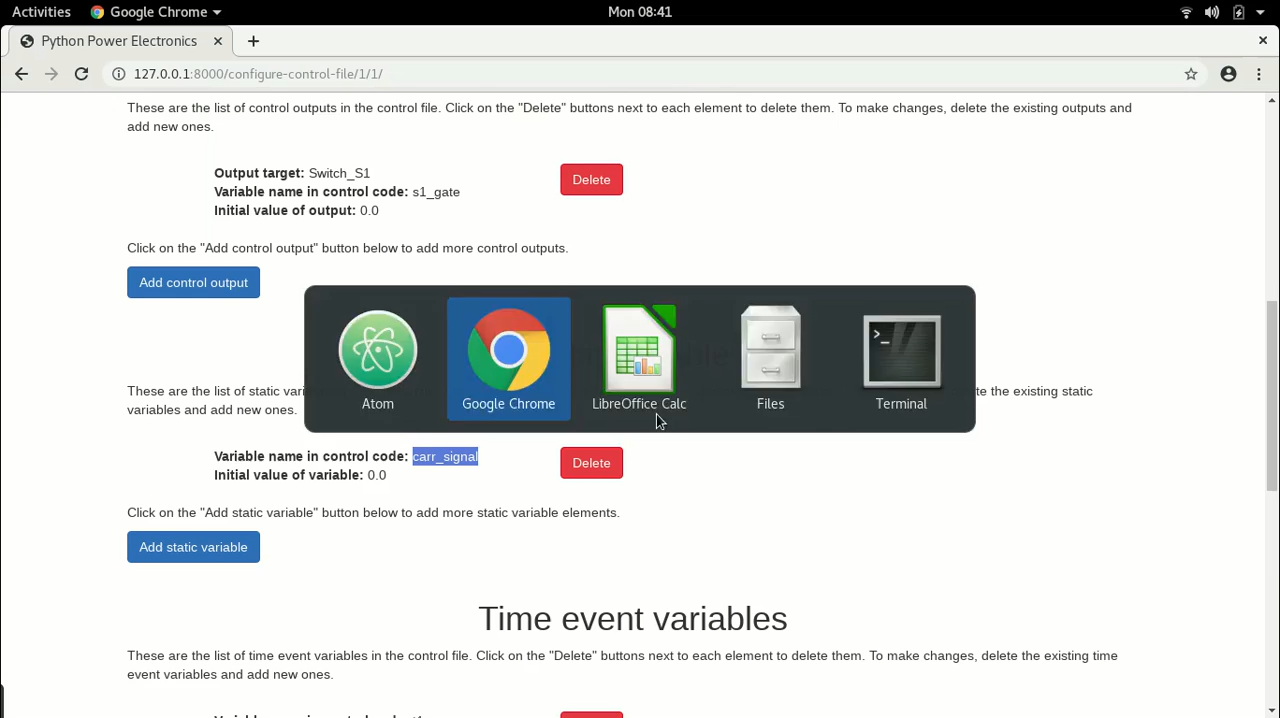 Activities
Google Chrome
Mon 08:41
Python Power Electronics
127.0.0.1:8000/configure-control-file/1/1/
These are the list of control outputs in the control file. Click on the "Delete" buttons next to each element to delete them. To make changes, delete the existing outputs and
add new ones.
Output target: Switch_S1
Variable name in control code: s1_gate
Initial value of output: 0.0
Delete
Click on the "Add control output" button below to add more control outputs.
Add control output
Atom
Google Chrome
LibreOffice Calc
Files
Terminal
These are the list of static vari
te the existing static
variables and add new ones.
Variable name in control code: carr_signal
Initial value of variable: 0.0
Delete
Click on the "Add static variable" button below to add more static variable elements.
Add static variable
Time event variables
These are the list of time event variables in the control file. Click on the "Delete" buttons next to each element to delete them. To make changes, delete the existing time
event variables and add new ones.